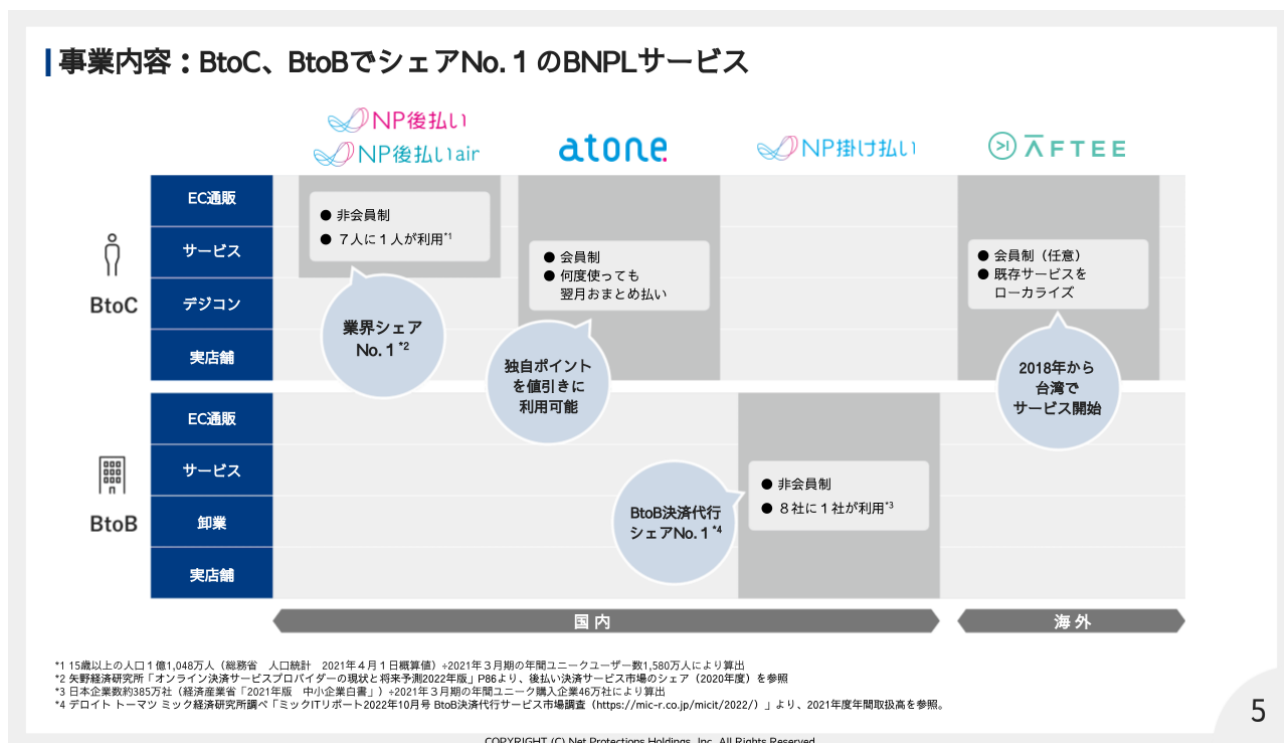 事業内容：BtoC、BtoBでシェアNo.1のBNPLサービス
NP後払い
NP後払いair
atone
NP掛け払い
AFTEE
BtoC
EC通販
サービス
デジコン
実店舗
● 非会員制
● 7人に1人が利用*1
業界シェア
No.1*2
● 会員制
● 何度使っても
翌月おまとめ払い
独自ポイント
を値引きに
利用可能
● 会員制（任意）
● 既存サービスを
ローカライズ
2018年から
台湾で
サービス開始
BtoB
EC通販
サービス
卸業
実店舗
BtoB決済代行
シェアNo.1*4
● 非会員制
● 8社に1社が利用*3
国内
海外
*1 15歳以上の人口1億1,048万人（総務省　人口統計　2021年4月1日概算値）÷2021年3月期の年間ユニークユーザー数1,580万人により算出
*2 矢野経済研究所「オンライン決済サービスプロバイダーの現状と将来予測2022年版」P86より、後払い決済サービス市場のシェア（2020年度）を参照
*3 日本企業数約385万社（経済産業省「2021年版　中小企業白書」）÷2021年3月期の年間ユニーク購入企業46万社により算出
*4 デロイト トーマツ ミック経済研究所調べ「ミックITリポート2022年10月号 BtoB決済代行サービス市場調査（https://mic-r.co.jp/micit/2022/）」より、2021年度年間取扱高を参照。
5
COPYRIGHT (C) Net Protections Holdings, Inc. All Rights Reserved.